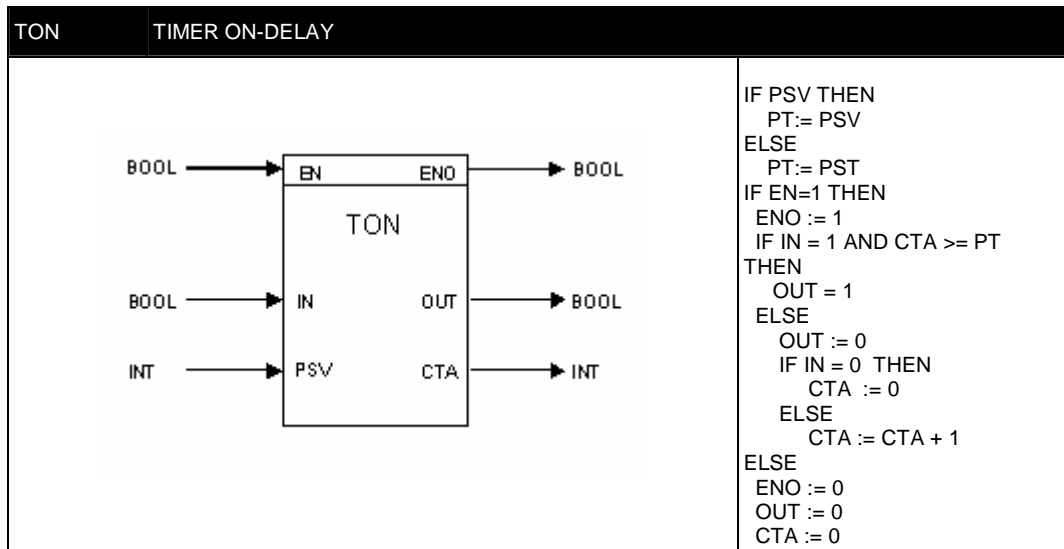 TON TIMER ON-DELAY
BOOL EN ENO BOOL
TON
BOOL IN OUT BOOL
INT PSV CTA INT
IF PSV THEN
PT:= PSV
ELSE
PT:= PST
IF EN=1 THEN
ENO := 1
IF IN = 1 AND CTA >= PT
THEN
OUT = 1
ELSE
OUT := 0
IF IN = 0 THEN
CTA := 0
ELSE
CTA := CTA + 1
ELSE
ENO := 0
OUT := 0
CTA := 0